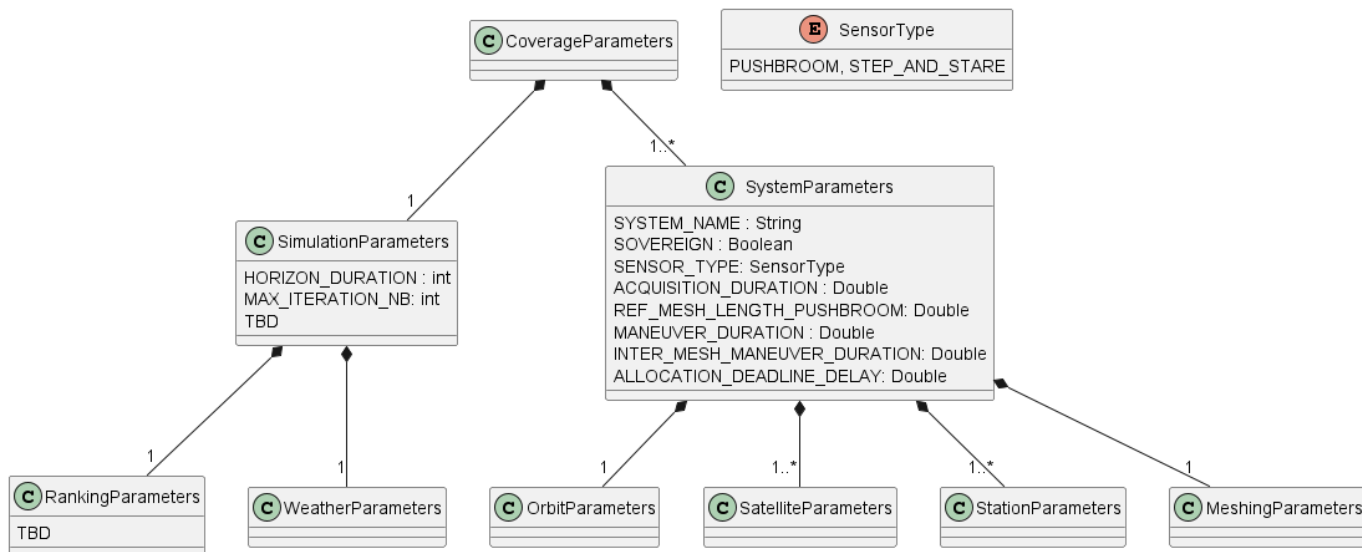 C CoverageParameters
E SensorType
PUSHBROOM, STEP_AND_STARE
1
1..*
C SimulationParameters
HORIZON_DURATION : int
MAX_ITERATION_NB: int
TBD
C SystemParameters
SYSTEM_NAME : String
SOVEREIGN : Boolean
SENSOR_TYPE: SensorType
ACQUISITION_DURATION : Double
REF_MESH_LENGTH_PUSHBROOM: Double
MANEUVER_DURATION : Double
INTER_MESH_MANEUVER_DURATION: Double
ALLOCATION_DEADLINE_DELAY: Double
1
1
1
1..*
1..*
1
C RankingParameters
TBD
C WeatherParameters
C OrbitParameters
C SatelliteParameters
C StationParameters
C MeshingParameters